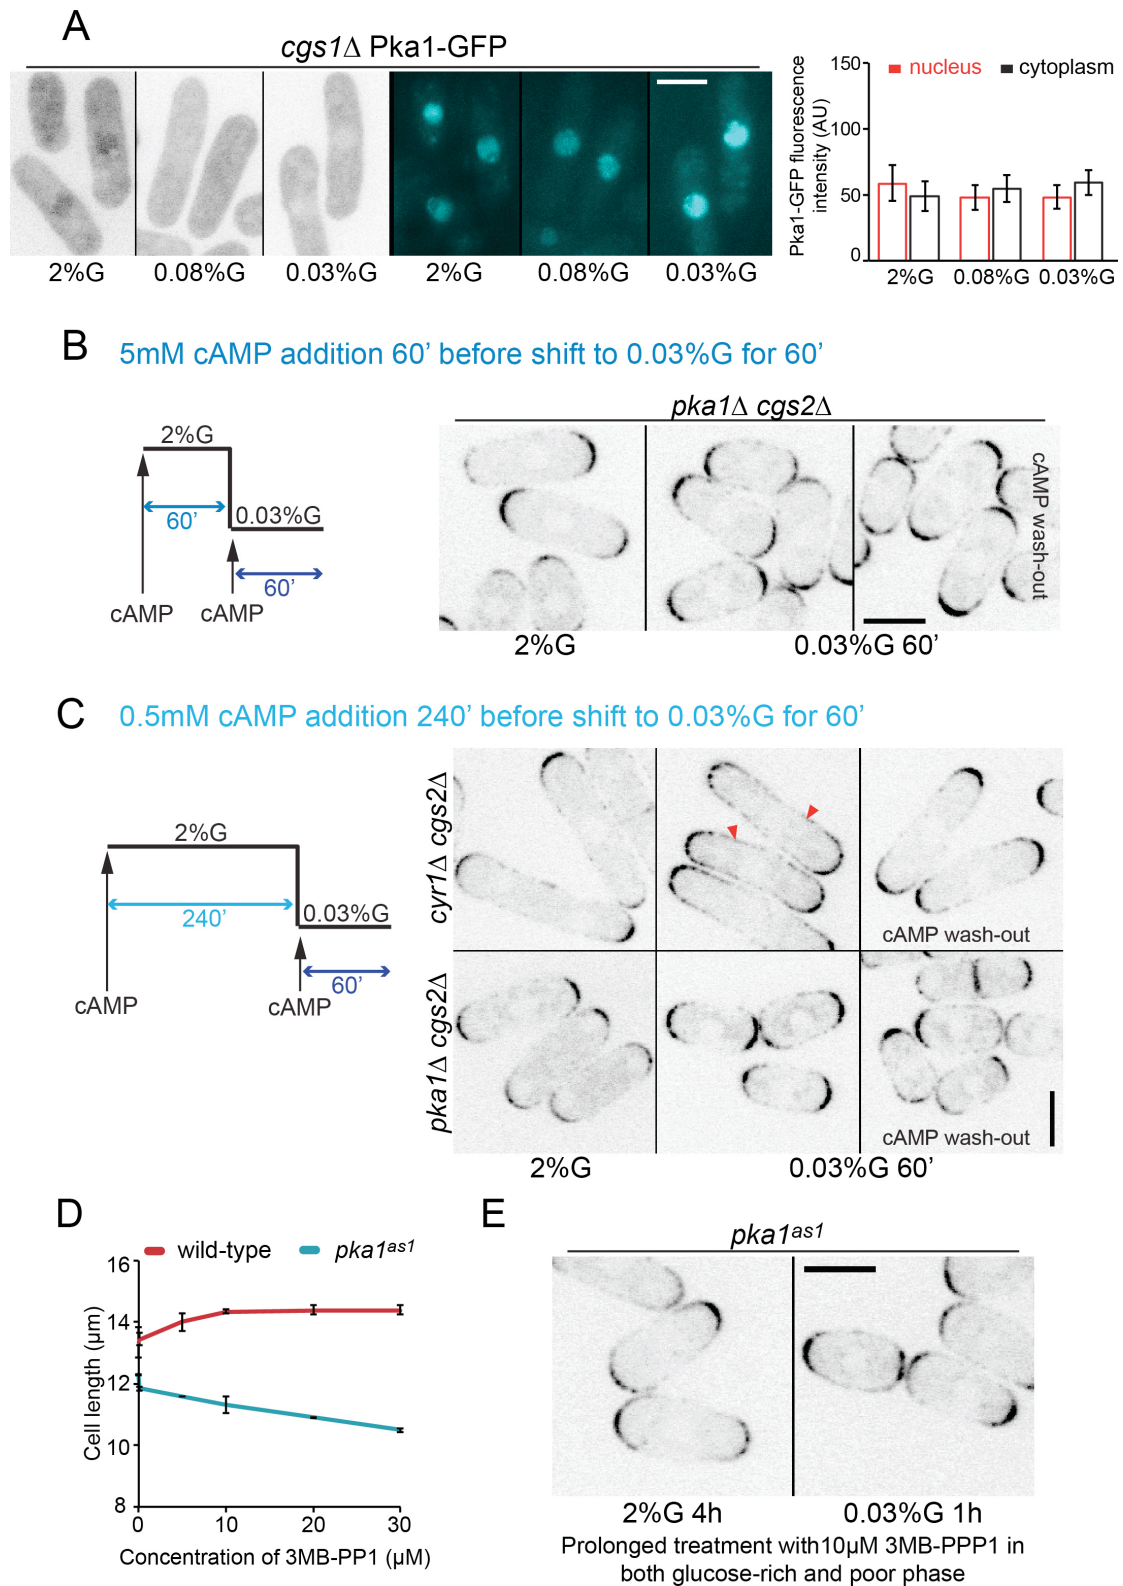 A
cgs1Δ Pka1-GFP
2%G 0.08%G 0.03%G 2%G 0.08%G 0.03%G
Pka1-GFP fluorescence
intensity (AU)
nucleus cytoplasm
150
100
50
0
2%G 0.08%G 0.03%G
B
5mM cAMP addition 60’ before shift to 0.03%G for 60’
2%G
60’
0.03%G
60’
cAMP cAMP
pka1Δ cgs2Δ
cAMP wash-out
2%G 0.03%G 60’
C
0.5mM cAMP addition 240’ before shift to 0.03%G for 60’
2%G
240’
0.03%G
60’
cAMP cAMP
cyr1Δ cgs2Δ
cAMP wash-out
pka1Δ cgs2Δ
cAMP wash-out
2%G 0.03%G 60’
D
wild-type pka1as1
Cell length (µm)
16
14
12
10
8
0 10 20 30
Concentration of 3MB-PP1 (µM)
E
pka1as1
2%G 4h 0.03%G 1h
Prolonged treatment with10µM 3MB-PPP1 in
both glucose-rich and poor phase